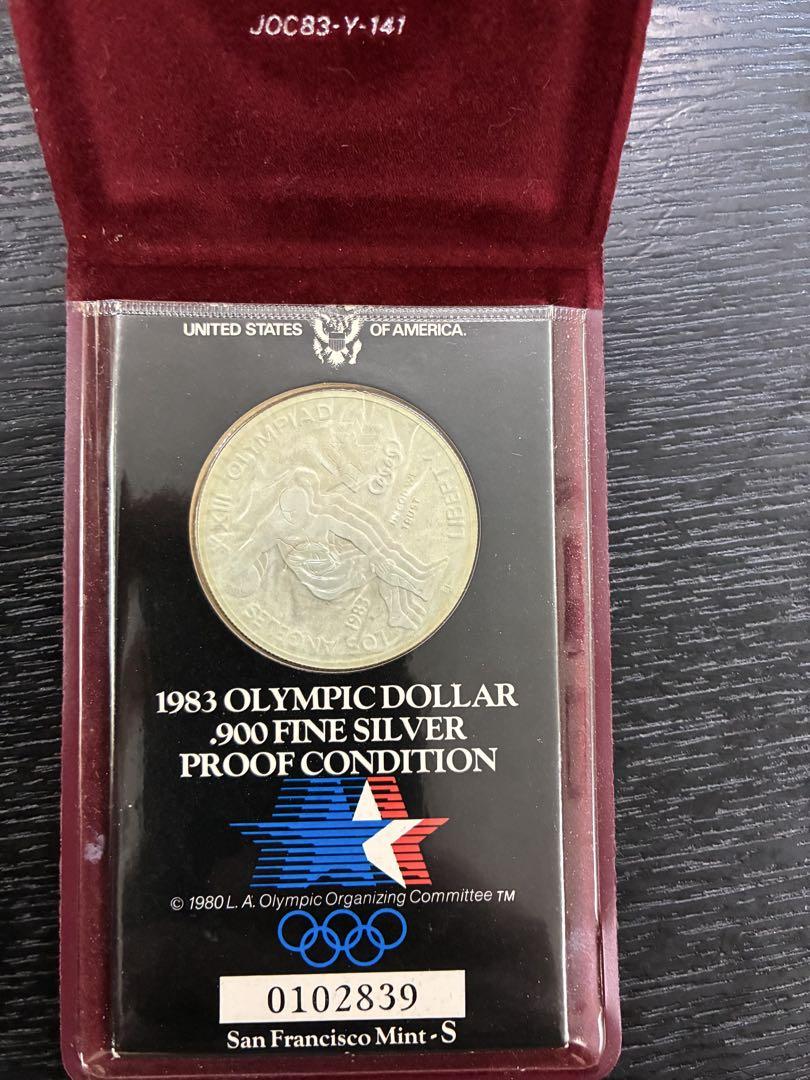 JOC83-Y-141
UNITED STATES OF AMERICA.
XXIII OLYMPIAD
LIBERTY
IN GOD WE
TRUST
1983
LOS ANGELES
1983 OLYMPIC DOLLAR
.900 FINE SILVER
PROOF CONDITION
© 1980 L. A. Olympic Organizing Committee TM
0102839
San Francisco Mint - S